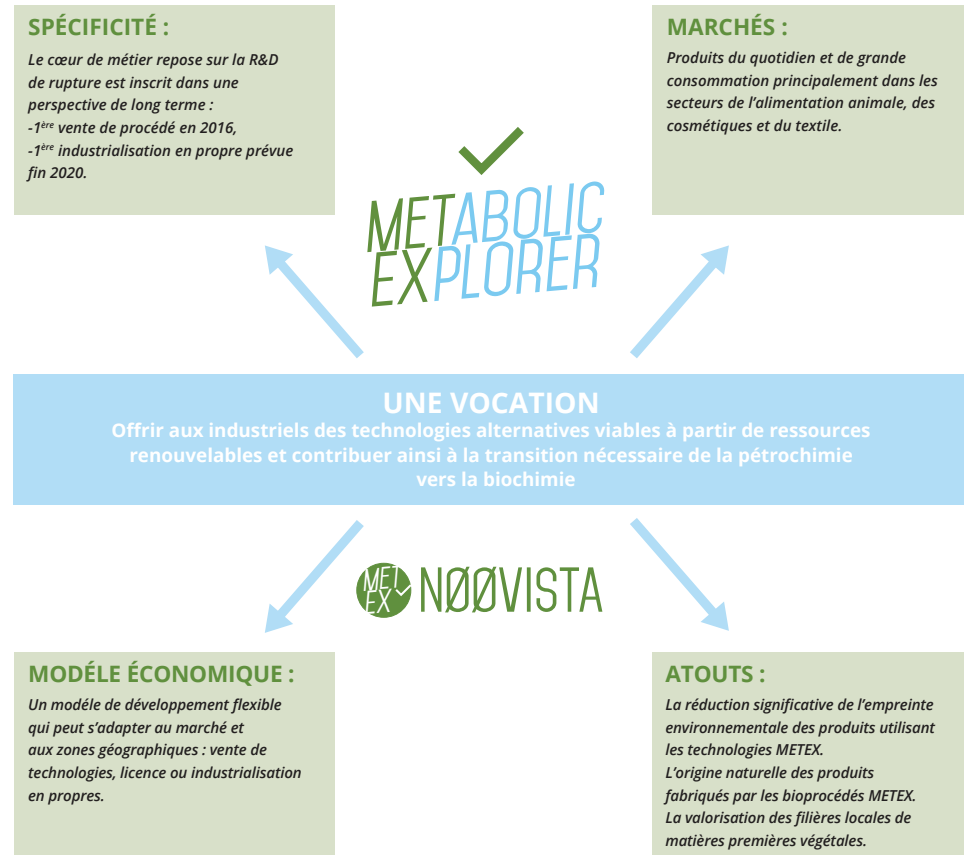 SPÉCIFICITÉ :
Le cœur de métier repose sur la R&D
de rupture est inscrit dans une
perspective de long terme :
-1ère vente de procédé en 2016,
-1ère industrialisation en propre prévue
fin 2020.
MARCHÉS :
Produits du quotidien et de grande
consommation principalement dans les
secteurs de l’alimentation animale, des
cosmétiques et du textile.
METABOLIC
EXPLORER
UNE VOCATION
Offrir aux industriels des technologies alternatives viables à partir de ressources
renouvelables et contribuer ainsi à la transition nécessaire de la pétrochimie
vers la biochimie
MET
EX
NØØVISTA
MODÉLE ÉCONOMIQUE :
Un modéle de développement flexible
qui peut s’adapter au marché et
aux zones géographiques : vente de
technologies, licence ou industrialisation
en propres.
ATOUTS :
La réduction significative de l’empreinte
environnementale des produits utilisant
les technologies METEX.
L’origine naturelle des produits
fabriqués par les bioprocédés METEX.
La valorisation des filières locales de
matières premières végétales.